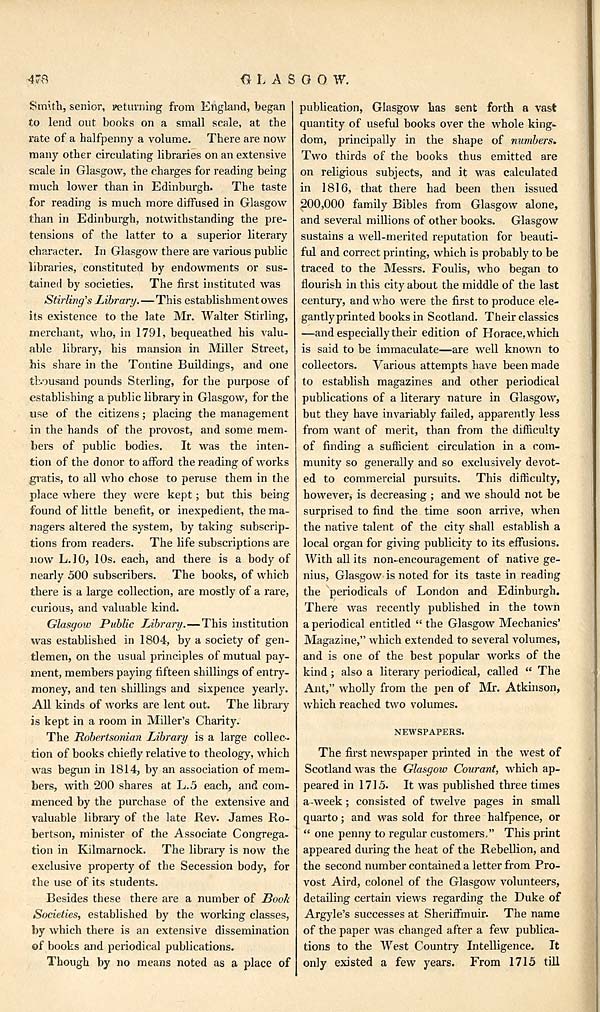 478
GLASGOW.
Smith, senior, returning from England, began
to lend out books on a small scale, at the
rate of a halfpenny a volume. There are now
many other circulating libraries on an extensive
scale in Glasgow, the charges for reading being
much lower than in Edinburgh. The taste
for reading is much more diffused in Glasgow
than in Edinburgh, notwithstanding the pre-
tensions of the latter to a superior literary
character. In Glasgow there are various public
libraries, constituted by endowments or sus-
tained by societies. The first instituted was
Stirling's Library.—This establishment owes
its existence to the late Mr. Walter Stirling,
merchant, who, in 1791, bequeathed his valu-
able library, his mansion in Miller Street,
his share in the Tontine Buildings, and one
thousand pounds Sterling, for the purpose of
establishing a public library in Glasgow, for the
use of the citizens; placing the management
in the hands of the provost, and some mem-
bers of public bodies. It was the inten-
tion of the donor to afford the reading of works
gratis, to all who chose to peruse them in the
place where they were kept; but this being
found of little benefit, or inexpedient, the ma-
nagers altered the system, by taking subscrip-
tions from readers. The life subscriptions are
now L.10, 10s. each, and there is a body of
nearly 500 subscribers. The books, of which
there is a large collection, are mostly of a rare,
curious, and valuable kind.
Glasgow Public Library.—This institution
was established in 1804, by a society of gen-
tlemen, on the usual principles of mutual pay-
ment, members paying fifteen shillings of entry-
money, and ten shillings and sixpence yearly.
All kinds of works are lent out. The library
is kept in a room in Miller's Charity.
The Robertsonian Library is a large collec-
tion of books chiefly relative to theology, which
was begun in 1814, by an association of mem-
bers, with 200 shares at L.5 each, and com-
menced by the purchase of the extensive and
valuable library of the late Rev. James Ro-
bertson, minister of the Associate Congrega-
tion in Kilmarnock. The library is now the
exclusive property of the Secession body, for
the use of its students.
Besides these there are a number of Book
Societies, established by the working classes,
by which there is an extensive dissemination
of books and periodical publications.
Though by no means noted as a place of
publication, Glasgow has sent forth a vast
quantity of useful books over the whole king-
dom, principally in the shape of numbers.
Two thirds of the books thus emitted are
on religious subjects, and it was calculated
in 1816, that there had been then issued
200,000 family Bibles from Glasgow alone,
and several millions of other books. Glasgow
sustains a well-merited reputation for beauti-
ful and correct printing, which is probably to be
traced to the Messrs. Foulis, who began to
flourish in this city about the middle of the last
century, and who were the first to produce ele-
gantly printed books in Scotland. Their classics
—and especially their edition of Horace, which
is said to be immaculate—are well known to
collectors. Various attempts have been made
to establish magazines and other periodical
publications of a literary nature in Glasgow,
but they have invariably failed, apparently less
from want of merit, than from the difficulty
of finding a sufficient circulation in a com-
munity so generally and so exclusively devot-
ed to commercial pursuits. This difficulty,
however, is decreasing; and we should not be
surprised to find the time soon arrive, when
the native talent of the city shall establish a
local organ for giving publicity to its effusions.
With all its non-encouragement of native ge-
nius, Glasgow is noted for its taste in reading
the periodicals of London and Edinburgh.
There was recently published in the town
a periodical entitled “ the Glasgow Mechanics'
Magazine,” which extended to several volumes,
and is one of the best popular works of the
kind; also a literary periodical, called “ The
Ant,” wholly from the pen of Mr. Atkinson,
which reached two volumes.
NEWSPAPERS.
The first newspaper printed in the west of
Scotland was the Glasgow Courant, which ap-
peared in 1715. It was published three times
a-week; consisted of twelve pages in small
quarto; and was sold for three halfpence, or
“ one penny to regular customers.” This print
appeared during the heat of the Rebellion, and
the second number contained a letter from Pro-
vost Aird, colonel of the Glasgow volunteers,
detailing certain views regarding the Duke of
Argyle's successes at Sheriffmuir. The name
of the paper was changed after a few publica-
tions to the West Country Intelligence. It
only existed a few years. From 1715 till